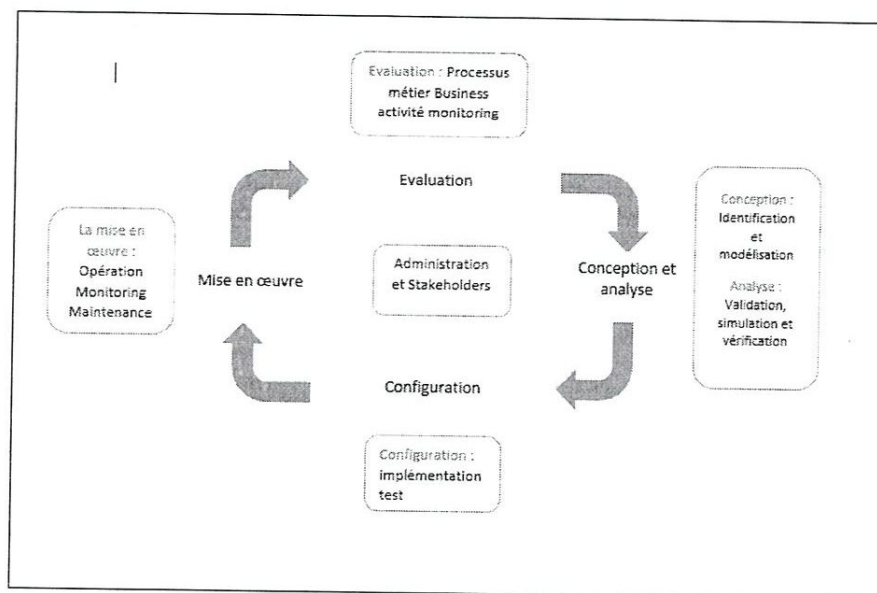 Evaluation : Processus
métier Business
activité monitoring
Evaluation
La mise en
œuvre :
Opération
Monitoring
Maintenance
Mise en œuvre
Administration
et Stakeholders
Conception et
analyse
Conception :
Identification
et
modélisation
Analyse :
Validation,
simulation et
vérification
Configuration
Configuration :
implémentation
test